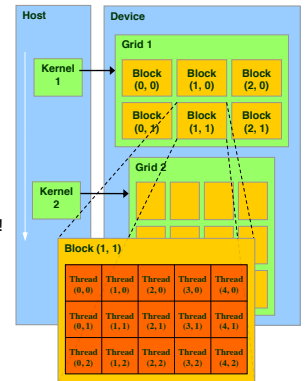 Host
Device
Grid 1
Kernel
1
Block
(0, 0)
Block
(1, 0)
Block
(2, 0)
Block
(0, 1)
Block
(1, 1)
Block
(2, 1)
Grid 2
Kernel
2
!
Block (1, 1)
Thread
(0, 0)
Thread
(1, 0)
Thread
(2, 0)
Thread
(3, 0)
Thread
(4, 0)
Thread
(0, 1)
Thread
(1, 1)
Thread
(2, 1)
Thread
(3, 1)
Thread
(4, 1)
Thread
(0, 2)
Thread
(1, 2)
Thread
(2, 2)
Thread
(3, 2)
Thread
(4, 2)